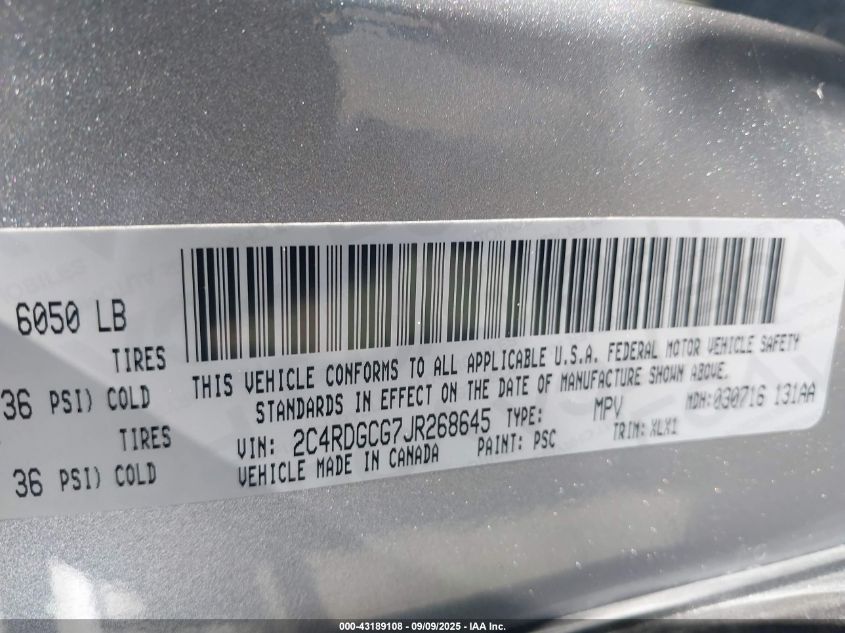 6050 LB
TIRES
36 PSI) COLD
TIRES
36 PSI) COLD
THIS VEHICLE CONFORMS TO ALL APPLICABLE U.S.A. FEDERAL MOTOR VEHICLE SAFETY
STANDARDS IN EFFECT ON THE DATE OF MANUFACTURE SHOWN ABOVE.
VIN: 2C4RDGCG7JR268645 TYPE: MPV MDH: 030716 131AA
VEHICLE MADE IN CANADA PAINT: PSC TRIM: XLX1
000-43189108 - 09/09/2025 - IAA Inc.